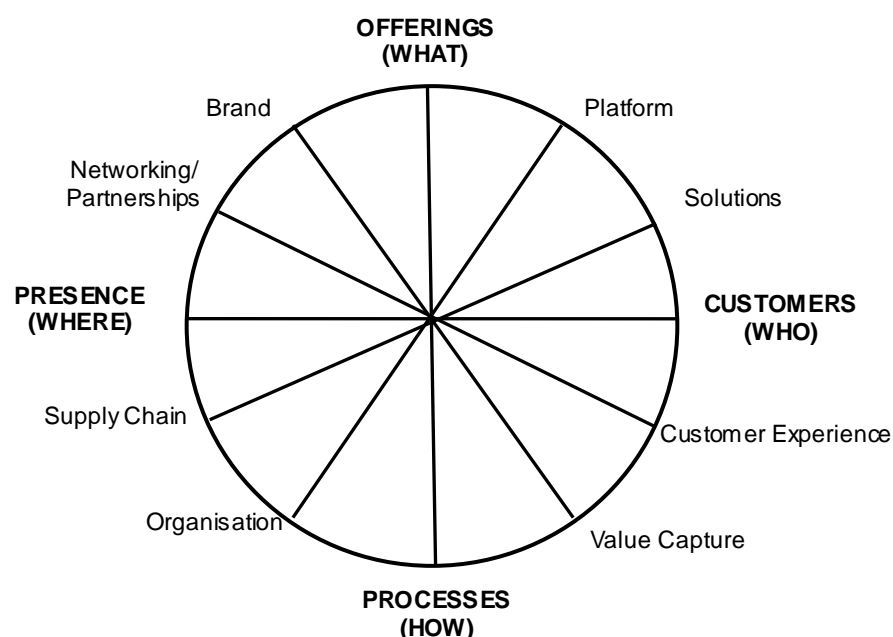 OFFERINGS
(WHAT)
Brand
Platform
Networking/
Partnerships
Solutions
PRESENCE
(WHERE)
CUSTOMERS
(WHO)
Supply Chain
Customer Experience
Organisation
Value Capture
PROCESSES
(HOW)